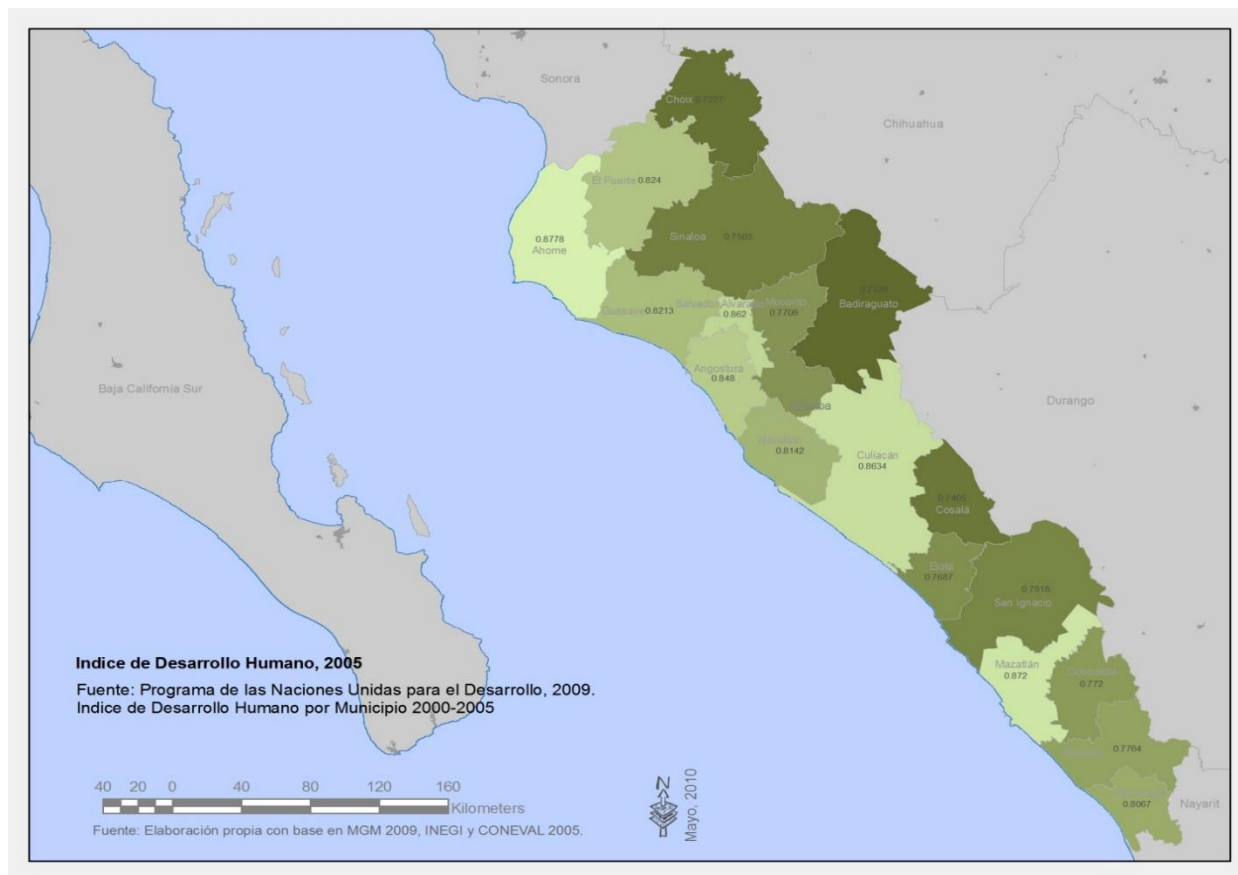 Sonora
Choix 0.7227
Chihuahua
El Fuerte 0.824
Sinaloa 0.7503
0.8778
Ahome
Badiraguato
Salvador Alvarado Mocorito
Guasave 0.8213
0.862
0.7708
Angostura
0.848
Baja California Sur
Durango
Navolato
0.8142
Culiacán
0.8634
0.7405
Cosalá
Elota
0.7687
0.7618
San Ignacio
Mazatlán
0.872
0.772
0.7764
0.8067
Nayarit
Indice de Desarrollo Humano, 2005
Fuente: Programa de las Naciones Unidas para el Desarrollo, 2009.
Indice de Desarrollo Humano por Municipio 2000-2005
40 20 0 40 80 120 160
Kilometers
N
Mayo, 2010
Fuente: Elaboración propia con base en MGM 2009, INEGI y CONEVAL 2005.